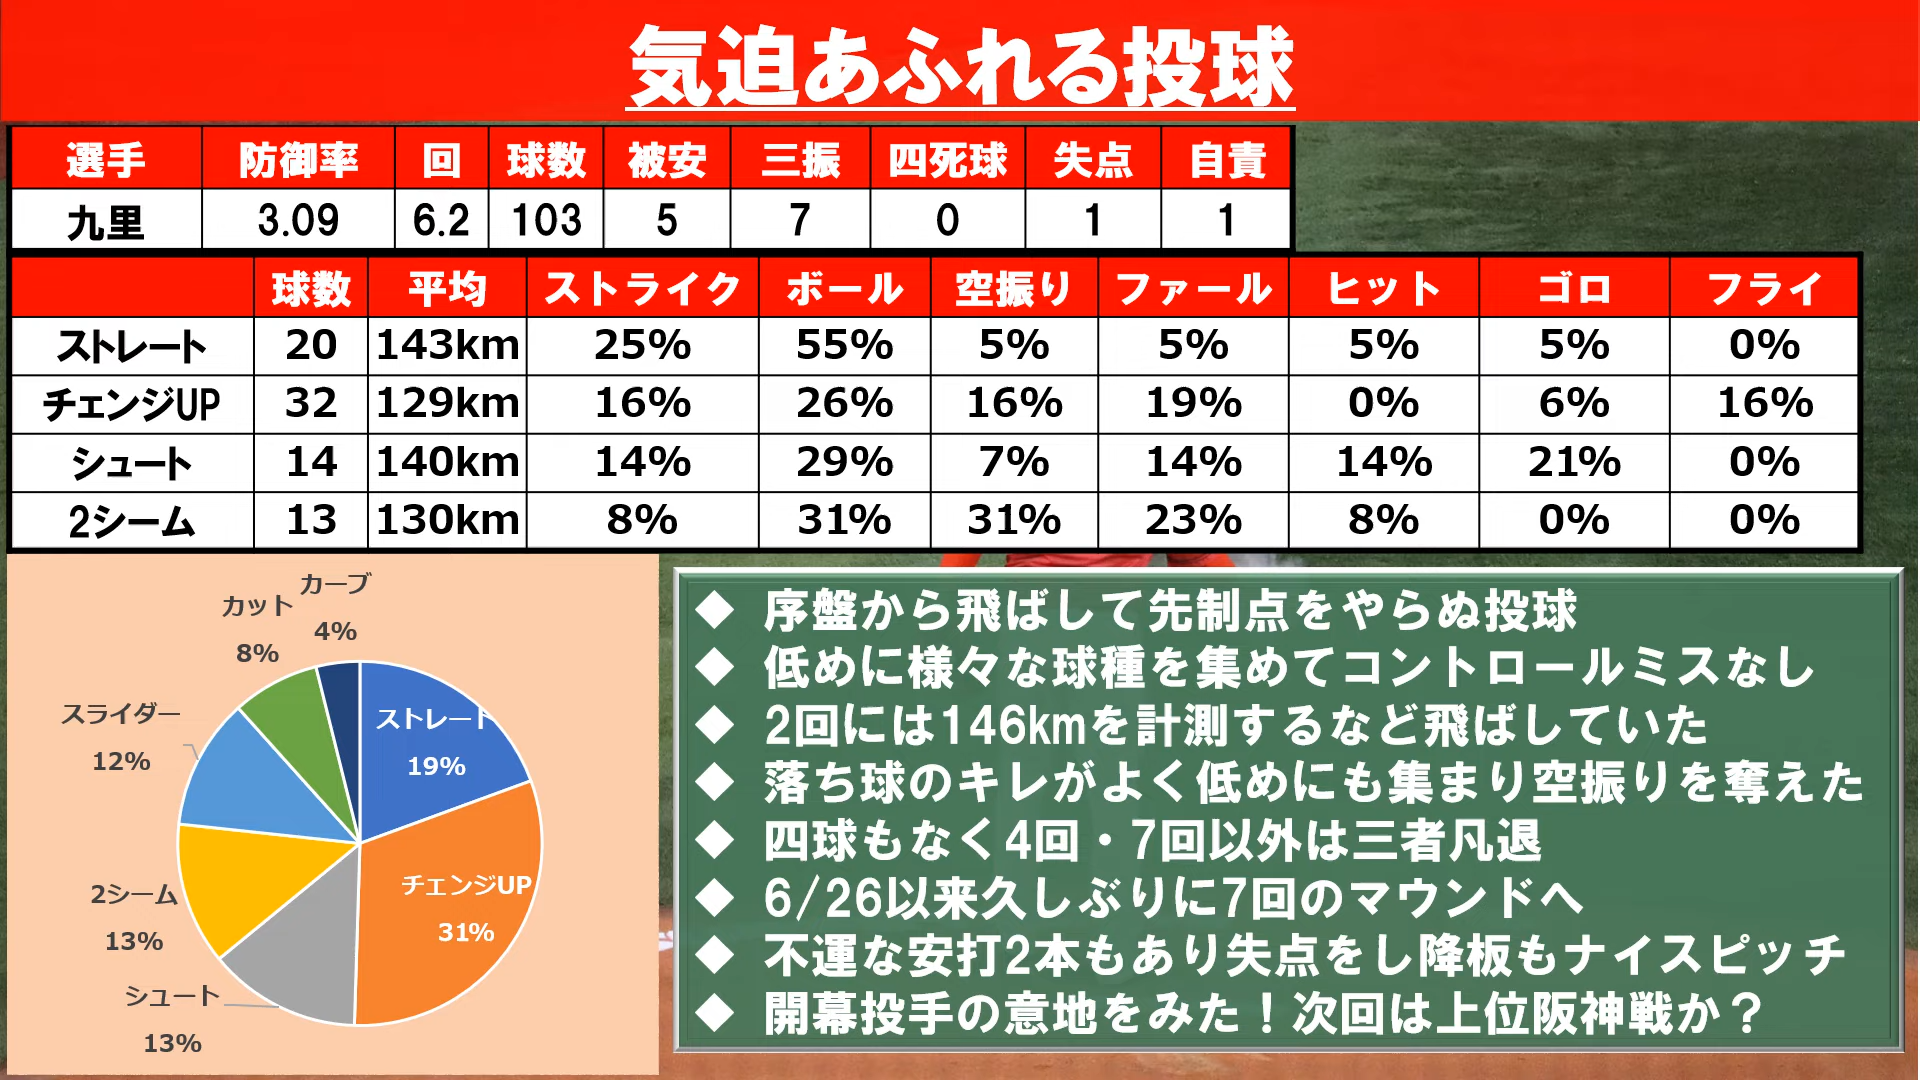 気迫あふれる投球
選手 防御率 回 球数 被安 三振 四死球 失点 自責
九里 3.09 6.2 103 5 7 0 1 1
球数 平均 ストライク ボール 空振り ファール ヒット ゴロ フライ
ストレート 20 143km 25% 55% 5% 5% 5% 5% 0%
チェンジUP 32 129km 16% 26% 16% 19% 0% 6% 16%
シュート 14 140km 14% 29% 7% 14% 14% 21% 0%
2シーム 13 130km 8% 31% 31% 23% 8% 0% 0%
カーブ
4%
カット
8%
スライダー
12%
2シーム
13%
シュート
13%
ストレート
19%
チェンジUP
31%
◆ 序盤から飛ばして先制点をやらぬ投球
◆ 低めに様々な球種を集めてコントロールミスなし
◆ 2回には146kmを計測するなど飛ばしていた
◆ 落ち球のキレがよく低めにも集まり空振りを奪えた
◆ 四球もなく4回・7回以外は三者凡退
◆ 6/26以来久しぶりに7回のマウンドへ
◆ 不運な安打2本もあり失点をし降板もナイスピッチ
◆ 開幕投手の意地をみた！次回は上位阪神戦か？